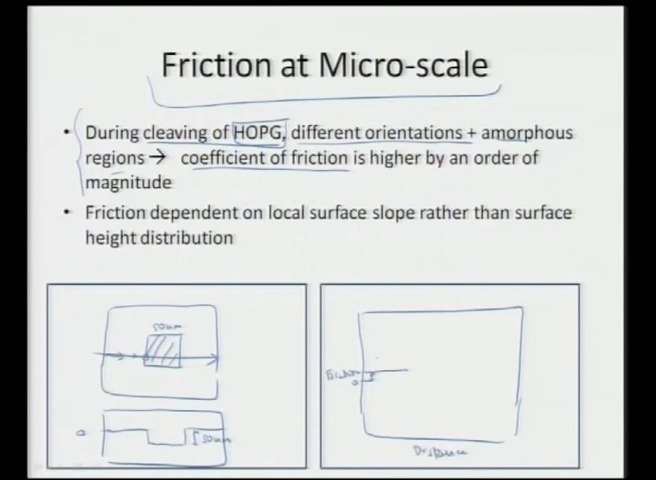 Friction at Micro-scale
• During cleaving of HOPG, different orientations + amorphous
regions → coefficient of friction is higher by an order of
magnitude
• Friction dependent on local surface slope rather than surface
height distribution
Distance